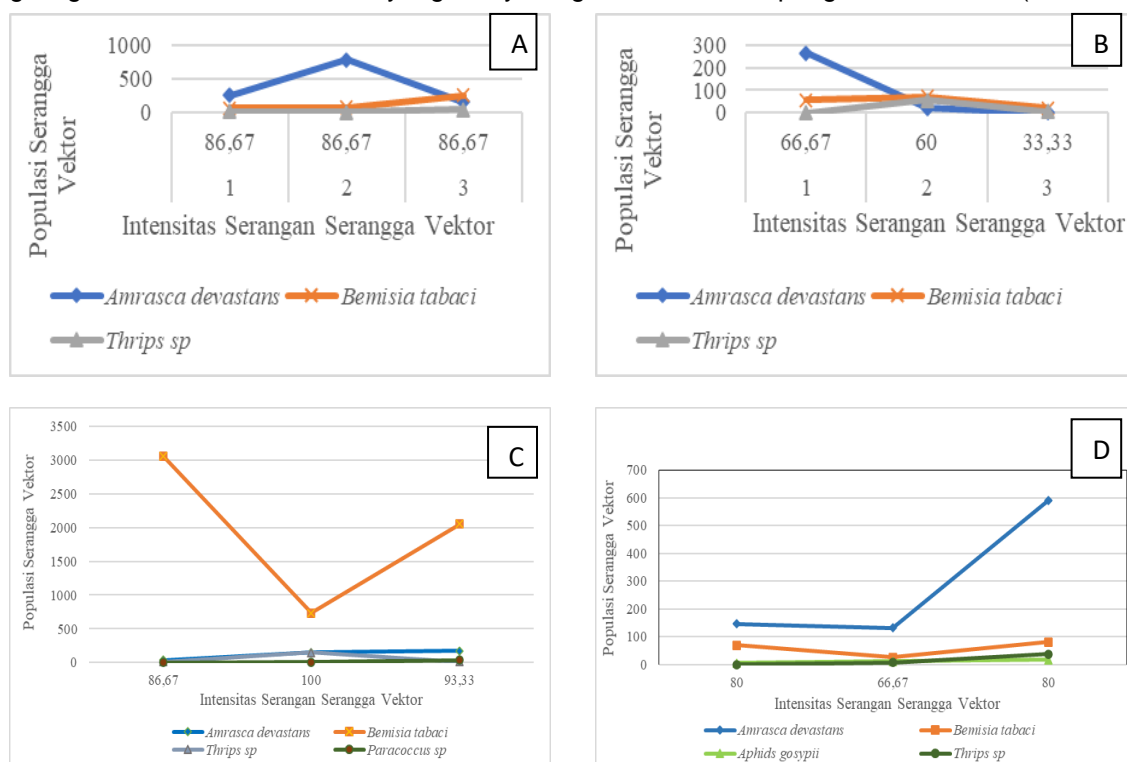 A
Populasi Serangga Vektor
1000
500
0
86,67 86,67 86,67
1 2 3
Intensitas Serangan Serangga Vektor
Amrasca devastans Bemisia tabaci
Thrips sp
B
Populasi Serangga Vektor
300
200
100
0
66,67 60 33,33
1 2 3
Intensitas Serangan Serangga Vektor
Amrasca devastans Bemisia tabaci
Thrips sp
C
Populasi Serangga Vektor
3500
3000
2500
2000
1500
1000
500
0
86,67 100 93,33
Intensitas Serangan Serangga Vektor
Amrasca devastans Bemisia tabaci
Thrips sp Paracoccus sp
D
Populasi Serangga Vektor
700
600
500
400
300
200
100
0
80 66,67 80
Intensitas Serangan Serangga Vektor
Amrasca devastans Bemisia tabaci
Aphids gosypii Thrips sp